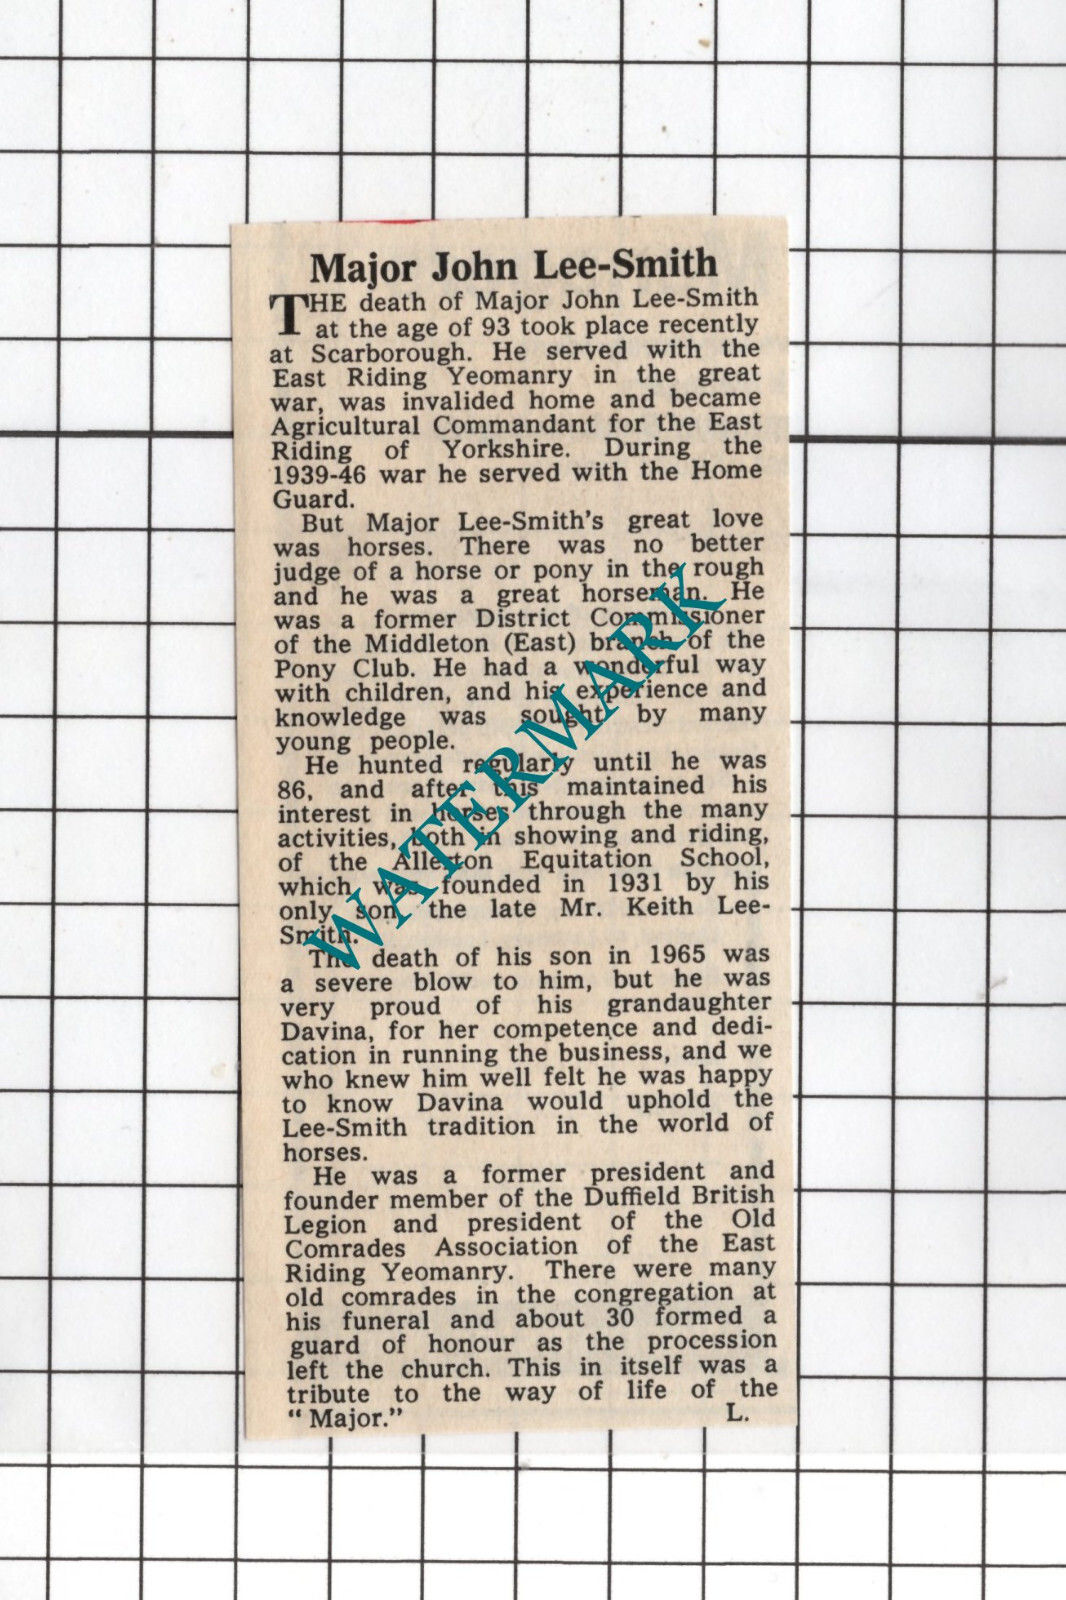 Major John Lee-Smith
THE death of Major John Lee-Smith
at the age of 93 took place recently
at Scarborough. He served with the
East Riding Yeomanry in the great
war, was invalided home and became
Agricultural Commandant for the East
Riding of Yorkshire. During the
1939-46 war he served with the Home
Guard.
But Major Lee-Smith's great love
was horses. There was no better
judge of a horse or pony in the rough
and he was a great horseman. He
was a former District Commissioner
of the Middleton (East) branch of the
Pony Club. He had a wonderful way
with children, and his experience and
knowledge was sought by many
young people.
He hunted regularly until he was
86, and after this maintained his
interest in horses through the many
activities, both in showing and riding,
of the Allerton Equitation School,
which was founded in 1931 by his
only son the late Mr. Keith Lee-
Smith.
The death of his son in 1965 was
a severe blow to him, but he was
very proud of his grandaughter
Davina, for her competence and dedi-
cation in running the business, and we
who knew him well felt he was happy
to know Davina would uphold the
Lee-Smith tradition in the world of
horses.
He was a former president and
founder member of the Duffield British
Legion and president of the Old
Comrades Association of the East
Riding Yeomanry. There were many
old comrades in the congregation at
his funeral and about 30 formed a
guard of honour as the procession
left the church. This in itself was a
tribute to the way of life of the
"Major." L.
WATERMARK